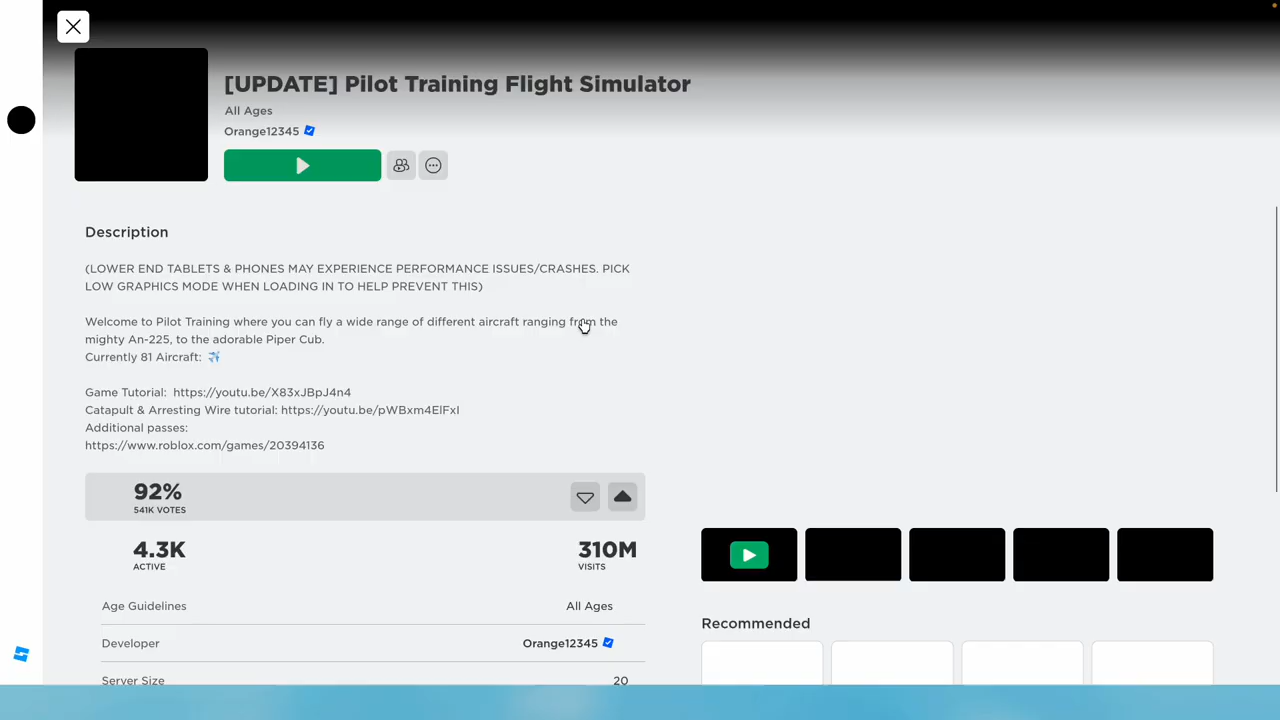 [UPDATE] Pilot Training Flight Simulator
All Ages
Orange12345
Description
(LOWER END TABLETS & PHONES MAY EXPERIENCE PERFORMANCE ISSUES/CRASHES. PICK
LOW GRAPHICS MODE WHEN LOADING IN TO HELP PREVENT THIS)
Welcome to Pilot Training where you can fly a wide range of different aircraft ranging from the
mighty An-225, to the adorable Piper Cub.
Currently 81 Aircraft: ✈️
Game Tutorial: https://youtu.be/X83xJBpJ4n4
Catapult & Arresting Wire tutorial: https://youtu.be/pWBxm4ElFxI
Additional passes:
https://www.roblox.com/games/20394136
92%
541K VOTES
4.3K
ACTIVE
310M
VISITS
Age Guidelines All Ages
Developer Orange12345
Server Size 20
Recommended